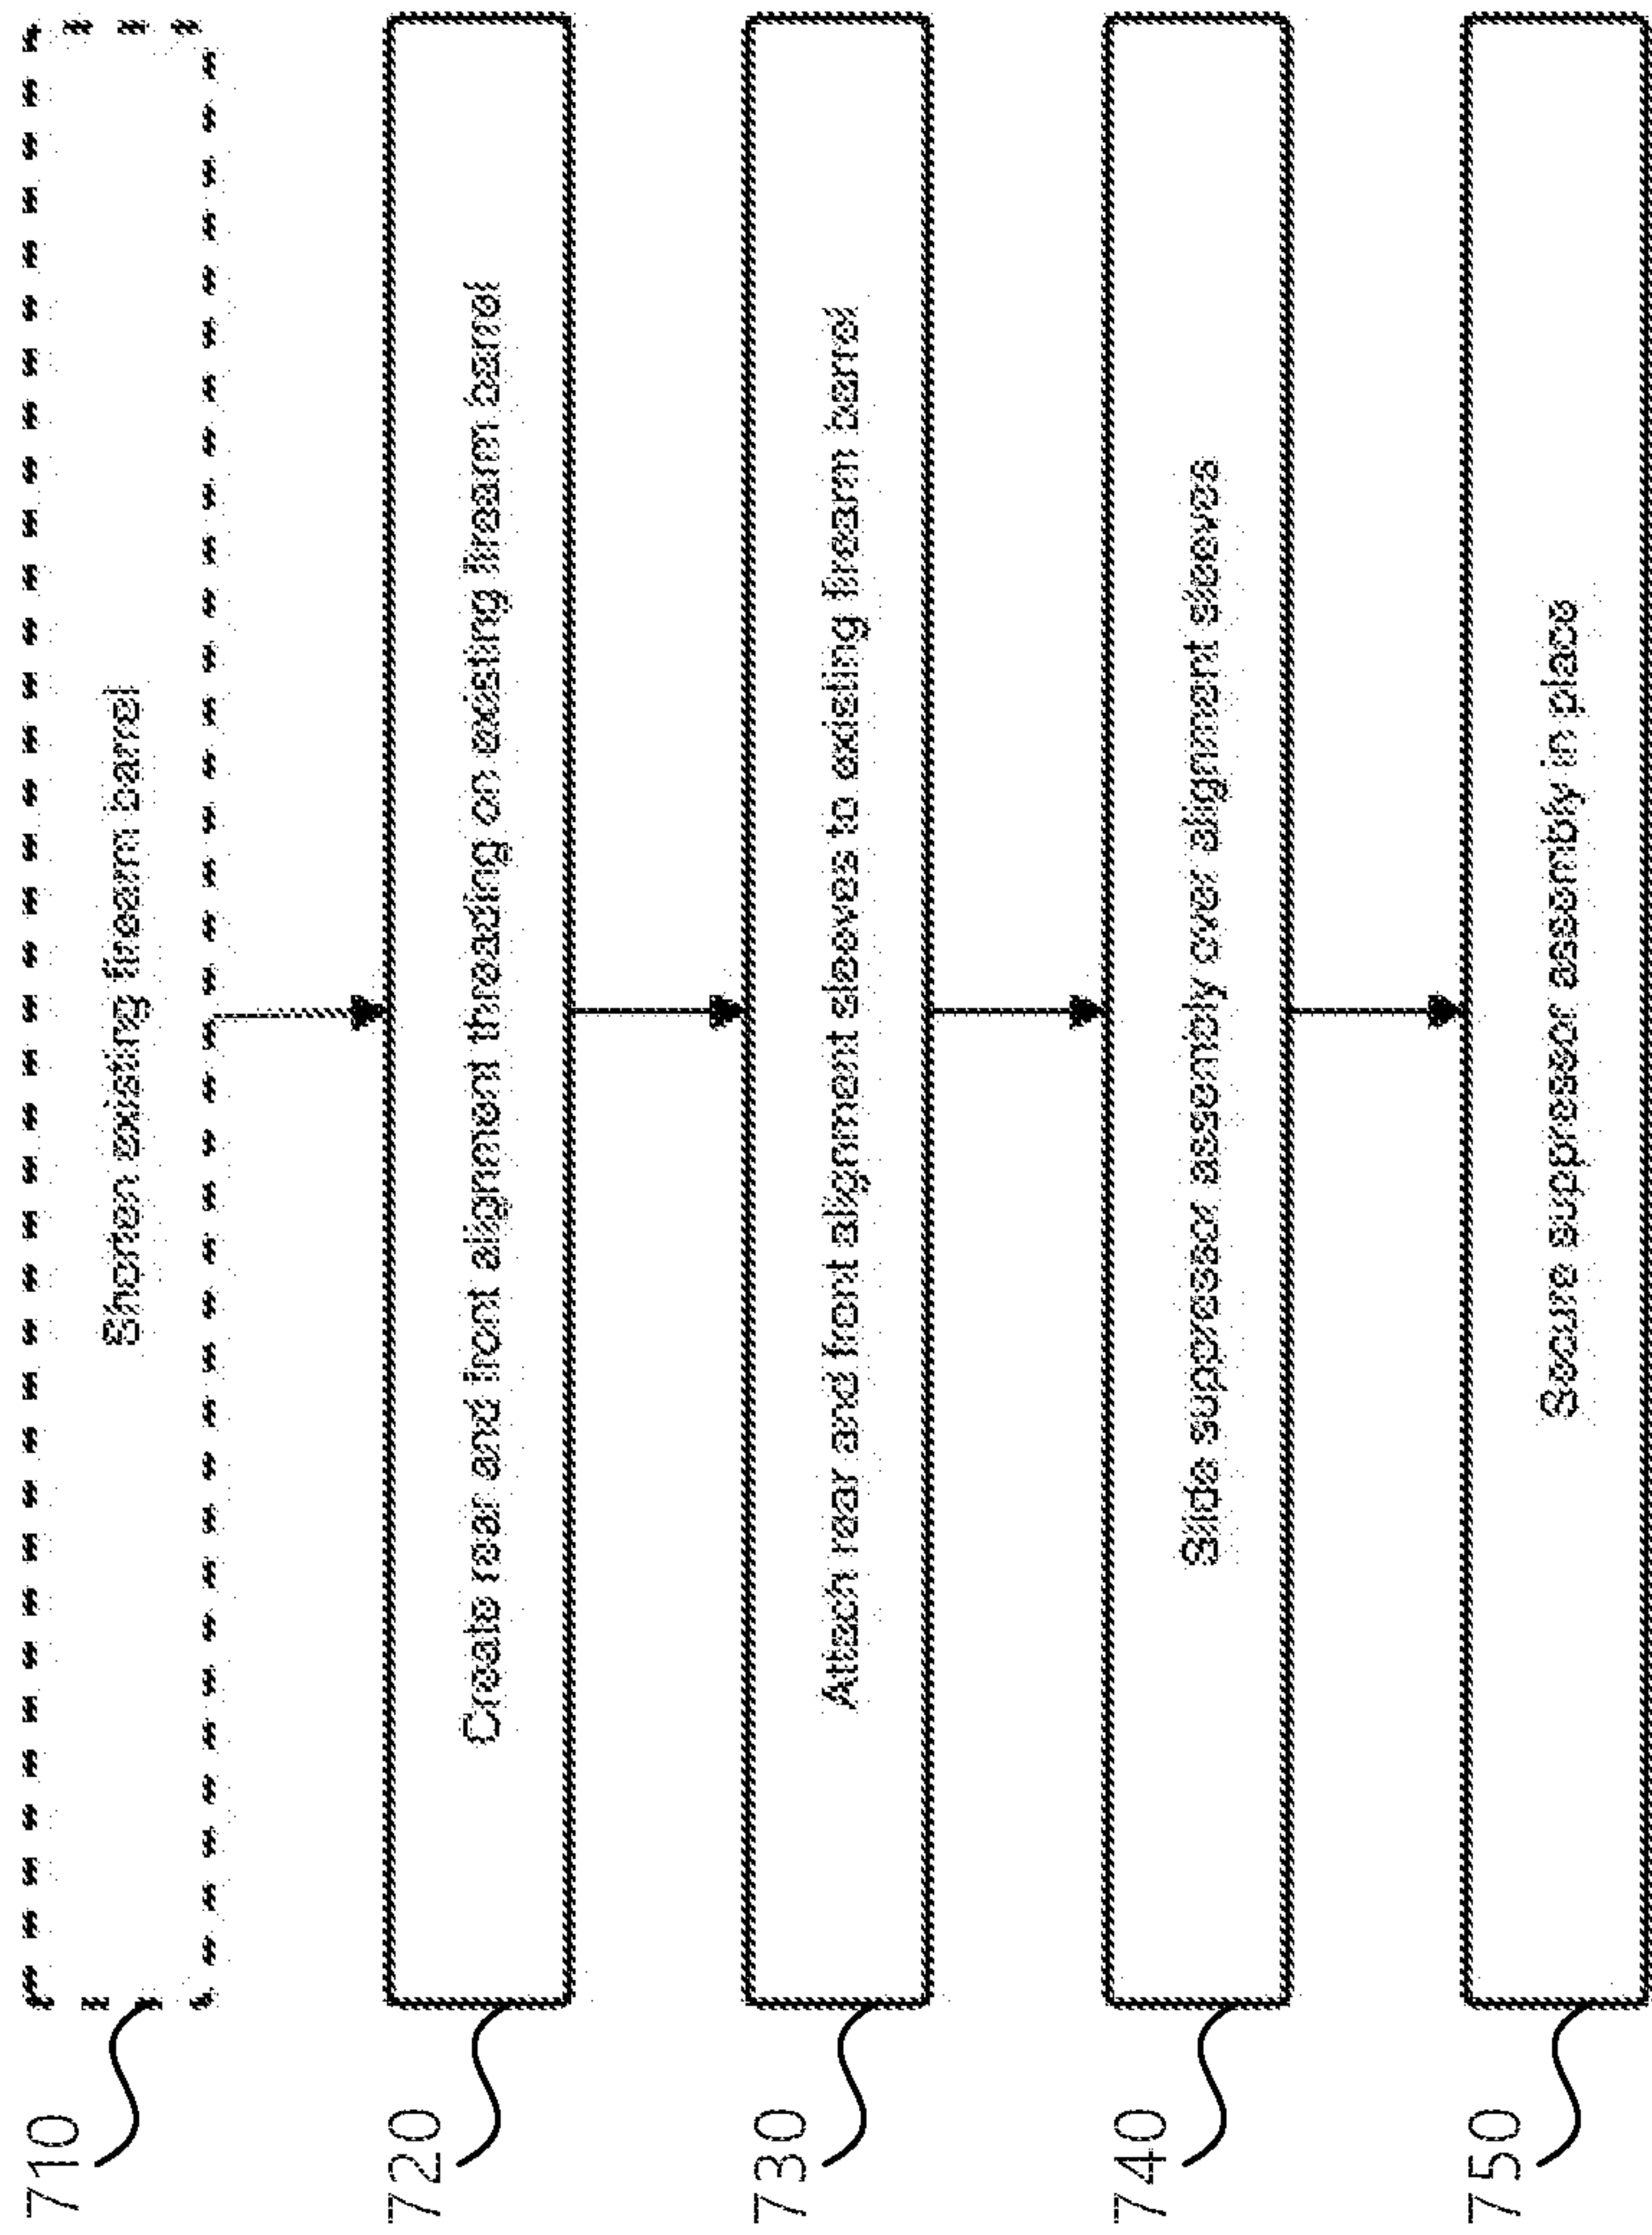 710
Shorten existing firearm barrel
720
Create rear and front alignment threading on existing firearm barrel
730
Attach rear and front alignment sleeves to existing firearm barrel
740
Slide suppressor assembly over alignment sleeves
750
Secure suppressor assembly in place